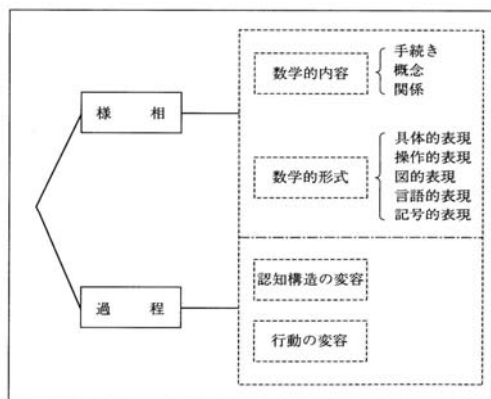 様 相
数学的内容
手続き
概念
関係
数学的形式
具体的表現
操作的表現
図的表現
言語的表現
記号的表現
過 程
認知構造の変容
行動の変容